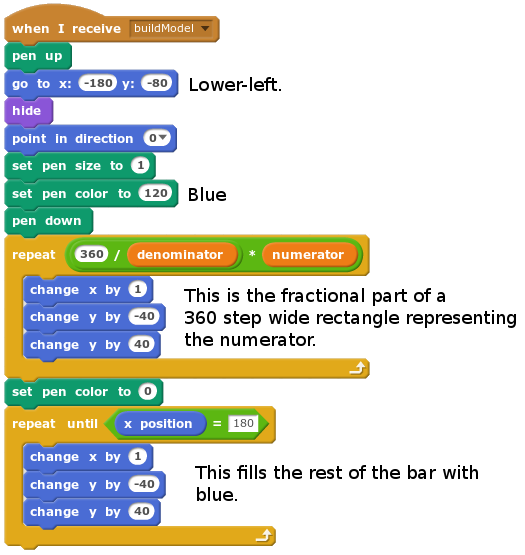 when I receive buildModel
pen up
go to x: -180 y: -80 Lower-left.
hide
point in direction 0
set pen size to 1
set pen color to 120 Blue
pen down
repeat 360 / denominator * numerator
change x by 1
change y by -40
change y by 40
This is the fractional part of a
360 step wide rectangle representing
the numerator.
set pen color to 0
repeat until x position = 180
change x by 1
change y by -40
change y by 40
This fills the rest of the bar with
blue.